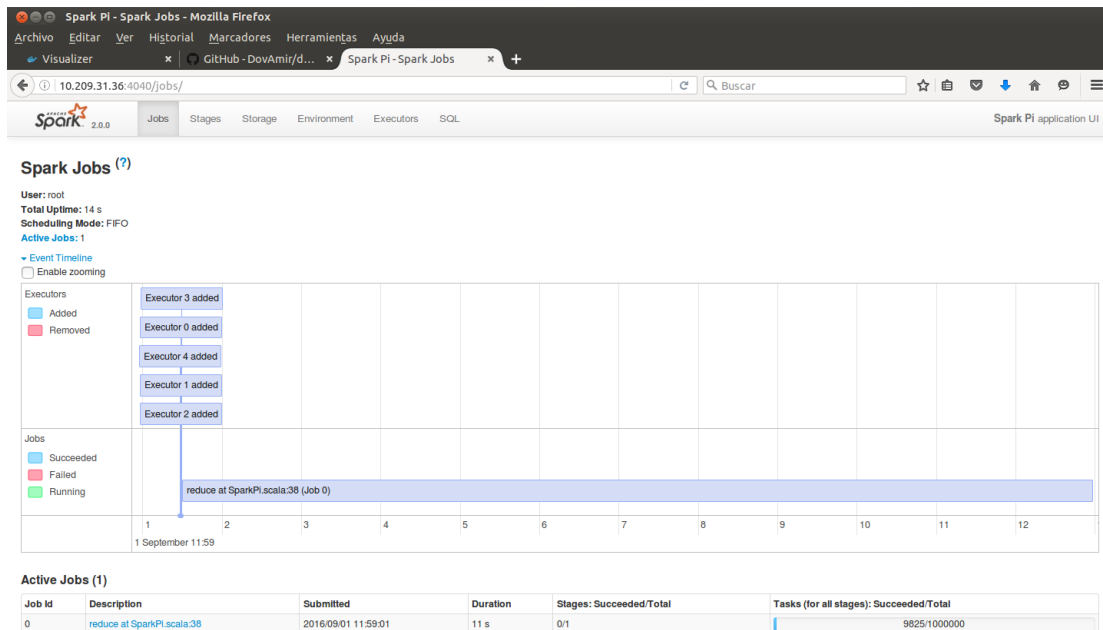 Spark Pi - Spark Jobs - Mozilla Firefox
Archivo Editar Ver Historial Marcadores Herramientas Ayuda
Visualizer × GitHub - DovAmir/d... × Spark Pi - Spark Jobs × +
10.209.31.36:4040/jobs/ Buscar
APACHE Spark 2.0.0 Jobs Stages Storage Environment Executors SQL Spark Pi application UI
Spark Jobs (?)
User: root
Total Uptime: 14 s
Scheduling Mode: FIFO
Active Jobs: 1
Event Timeline
Enable zooming
Executors
Added
Removed
Executor 3 added
Executor 0 added
Executor 4 added
Executor 1 added
Executor 2 added
Jobs
Succeeded
Failed
Running
reduce at SparkPi.scala:38 (Job 0)
1 2 3 4 5 6 7 8 9 10 11 12
1 September 11:59
Active Jobs (1)
Job Id Description Submitted Duration Stages: Succeeded/Total Tasks (for all stages): Succeeded/Total
0 reduce at SparkPi.scala:38 2016/09/01 11:59:01 11 s 0/1 9825/1000000